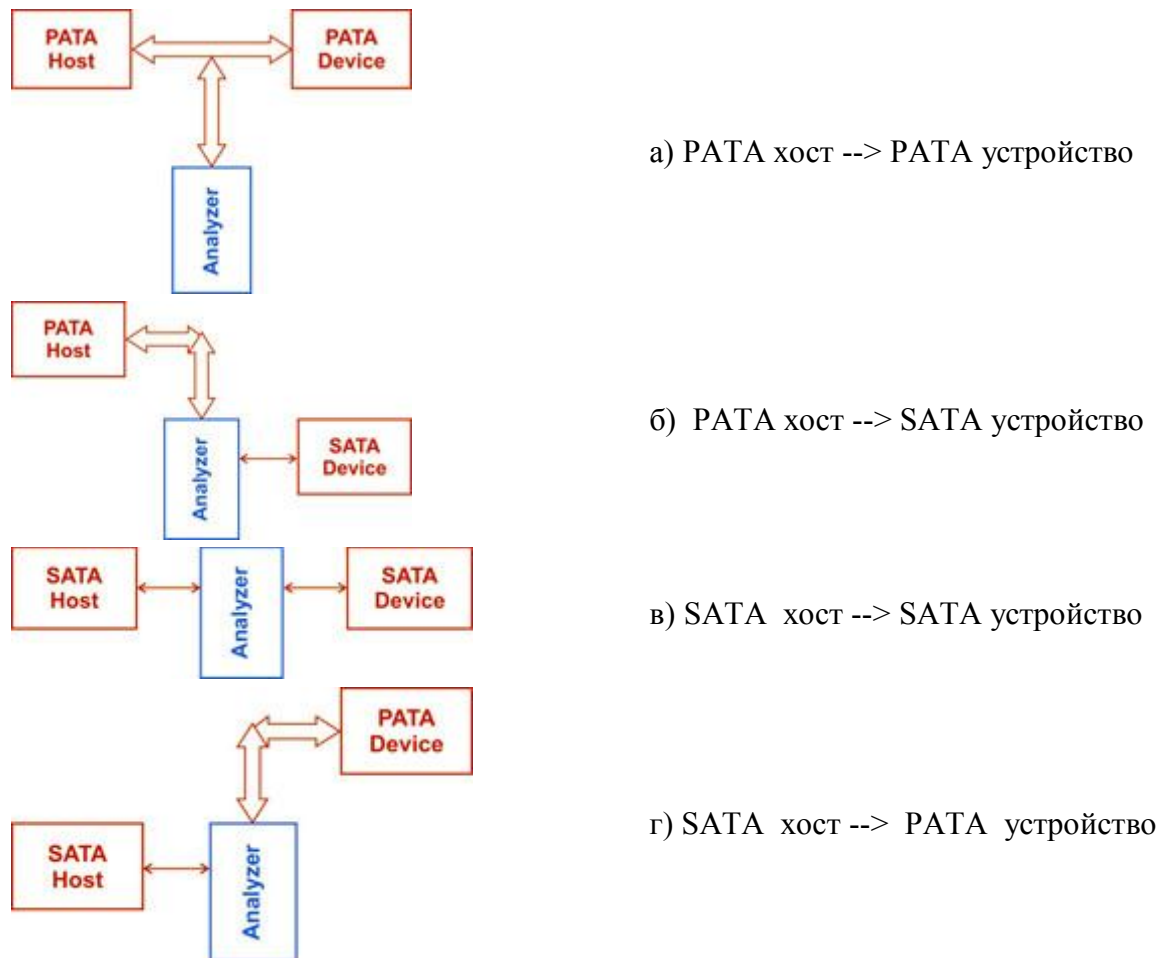 PATA
Host
PATA
Device
Analyzer
а) PATA хост --> PATA устройство
PATA
Host
Analyzer
SATA
Device
б)  PATA хост --> SATA устройство
SATA
Host
Analyzer
SATA
Device
в) SATA  хост --> SATA устройство
PATA
Device
SATA
Host
Analyzer
г) SATA  хост -->  PATA  устройство